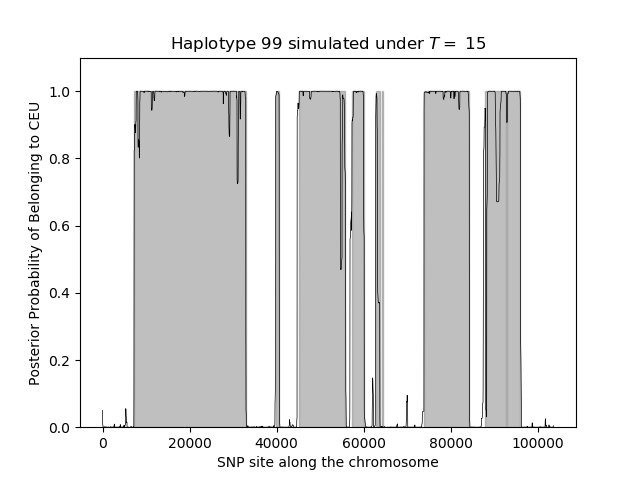 Haplotype 99 simulated under T = 15
Posterior Probability of Belonging to CEU
1.0
0.8
0.6
0.4
0.2
0.0
0 20000 40000 60000 80000 100000
SNP site along the chromosome